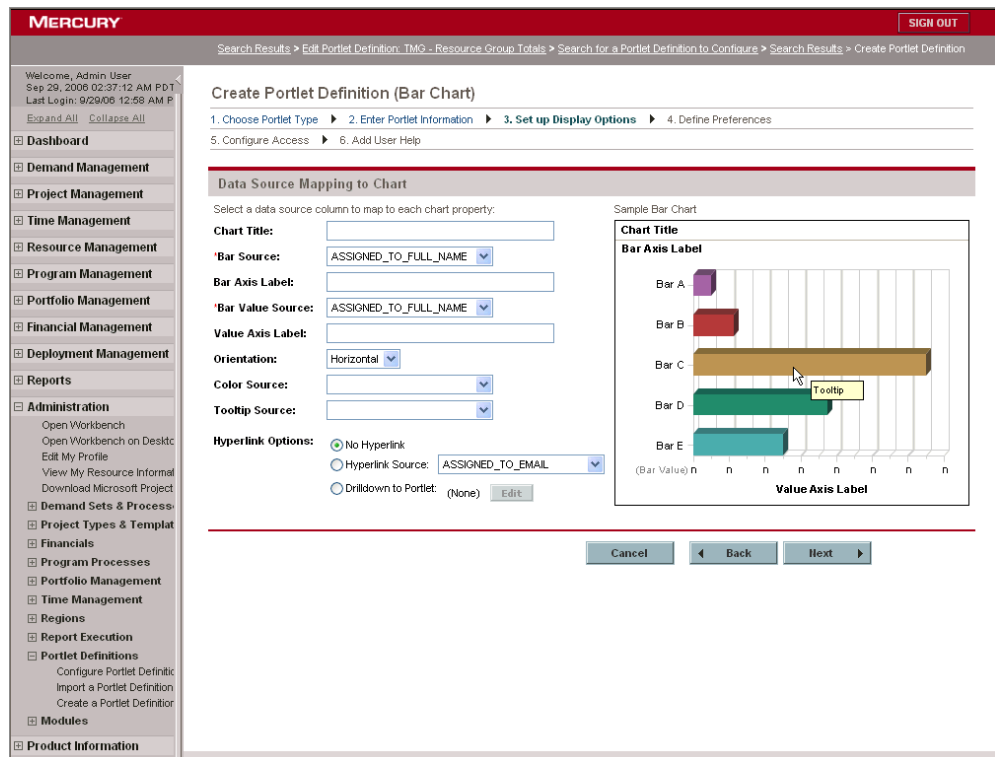 MERCURY
SIGN OUT
Search Results > Edit Portlet Definition: TMG - Resource Group Totals > Search for a Portlet Definition to Configure > Search Results > Create Portlet Definition
Welcome, Admin User
Sep 29, 2006 02:37:12 AM PDT
Last Login: 9/29/06 12:58 AM P
Expand All Collapse All
Dashboard
Demand Management
Project Management
Time Management
Resource Management
Program Management
Portfolio Management
Financial Management
Deployment Management
Reports
Administration
Open Workbench
Open Workbench on Deskto
Edit My Profile
View My Resource Informat
Download Microsoft Project
Demand Sets & Process
Project Types & Templat
Financials
Program Processes
Portfolio Management
Time Management
Regions
Report Execution
Portlet Definitions
Configure Portlet Definitic
Import a Portlet Definition
Create a Portlet Definitior
Modules
Product Information
Create Portlet Definition (Bar Chart)
1. Choose Portlet Type 2. Enter Portlet Information 3. Set up Display Options 4. Define Preferences
5. Configure Access 6. Add User Help
Data Source Mapping to Chart
Select a data source column to map to each chart property:
Chart Title:
*Bar Source: ASSIGNED_TO_FULL_NAME
Bar Axis Label:
*Bar Value Source: ASSIGNED_TO_FULL_NAME
Value Axis Label:
Orientation: Horizontal
Color Source:
Tooltip Source:
Hyperlink Options: No Hyperlink
Hyperlink Source: ASSIGNED_TO_EMAIL
Drilldown to Portlet: (None) Edit
Sample Bar Chart
Chart Title
Bar Axis Label
Bar A
Bar B
Bar C
Tooltip
Bar D
Bar E
(Bar Value) n n n n n n n n
Value Axis Label
Cancel Back Next